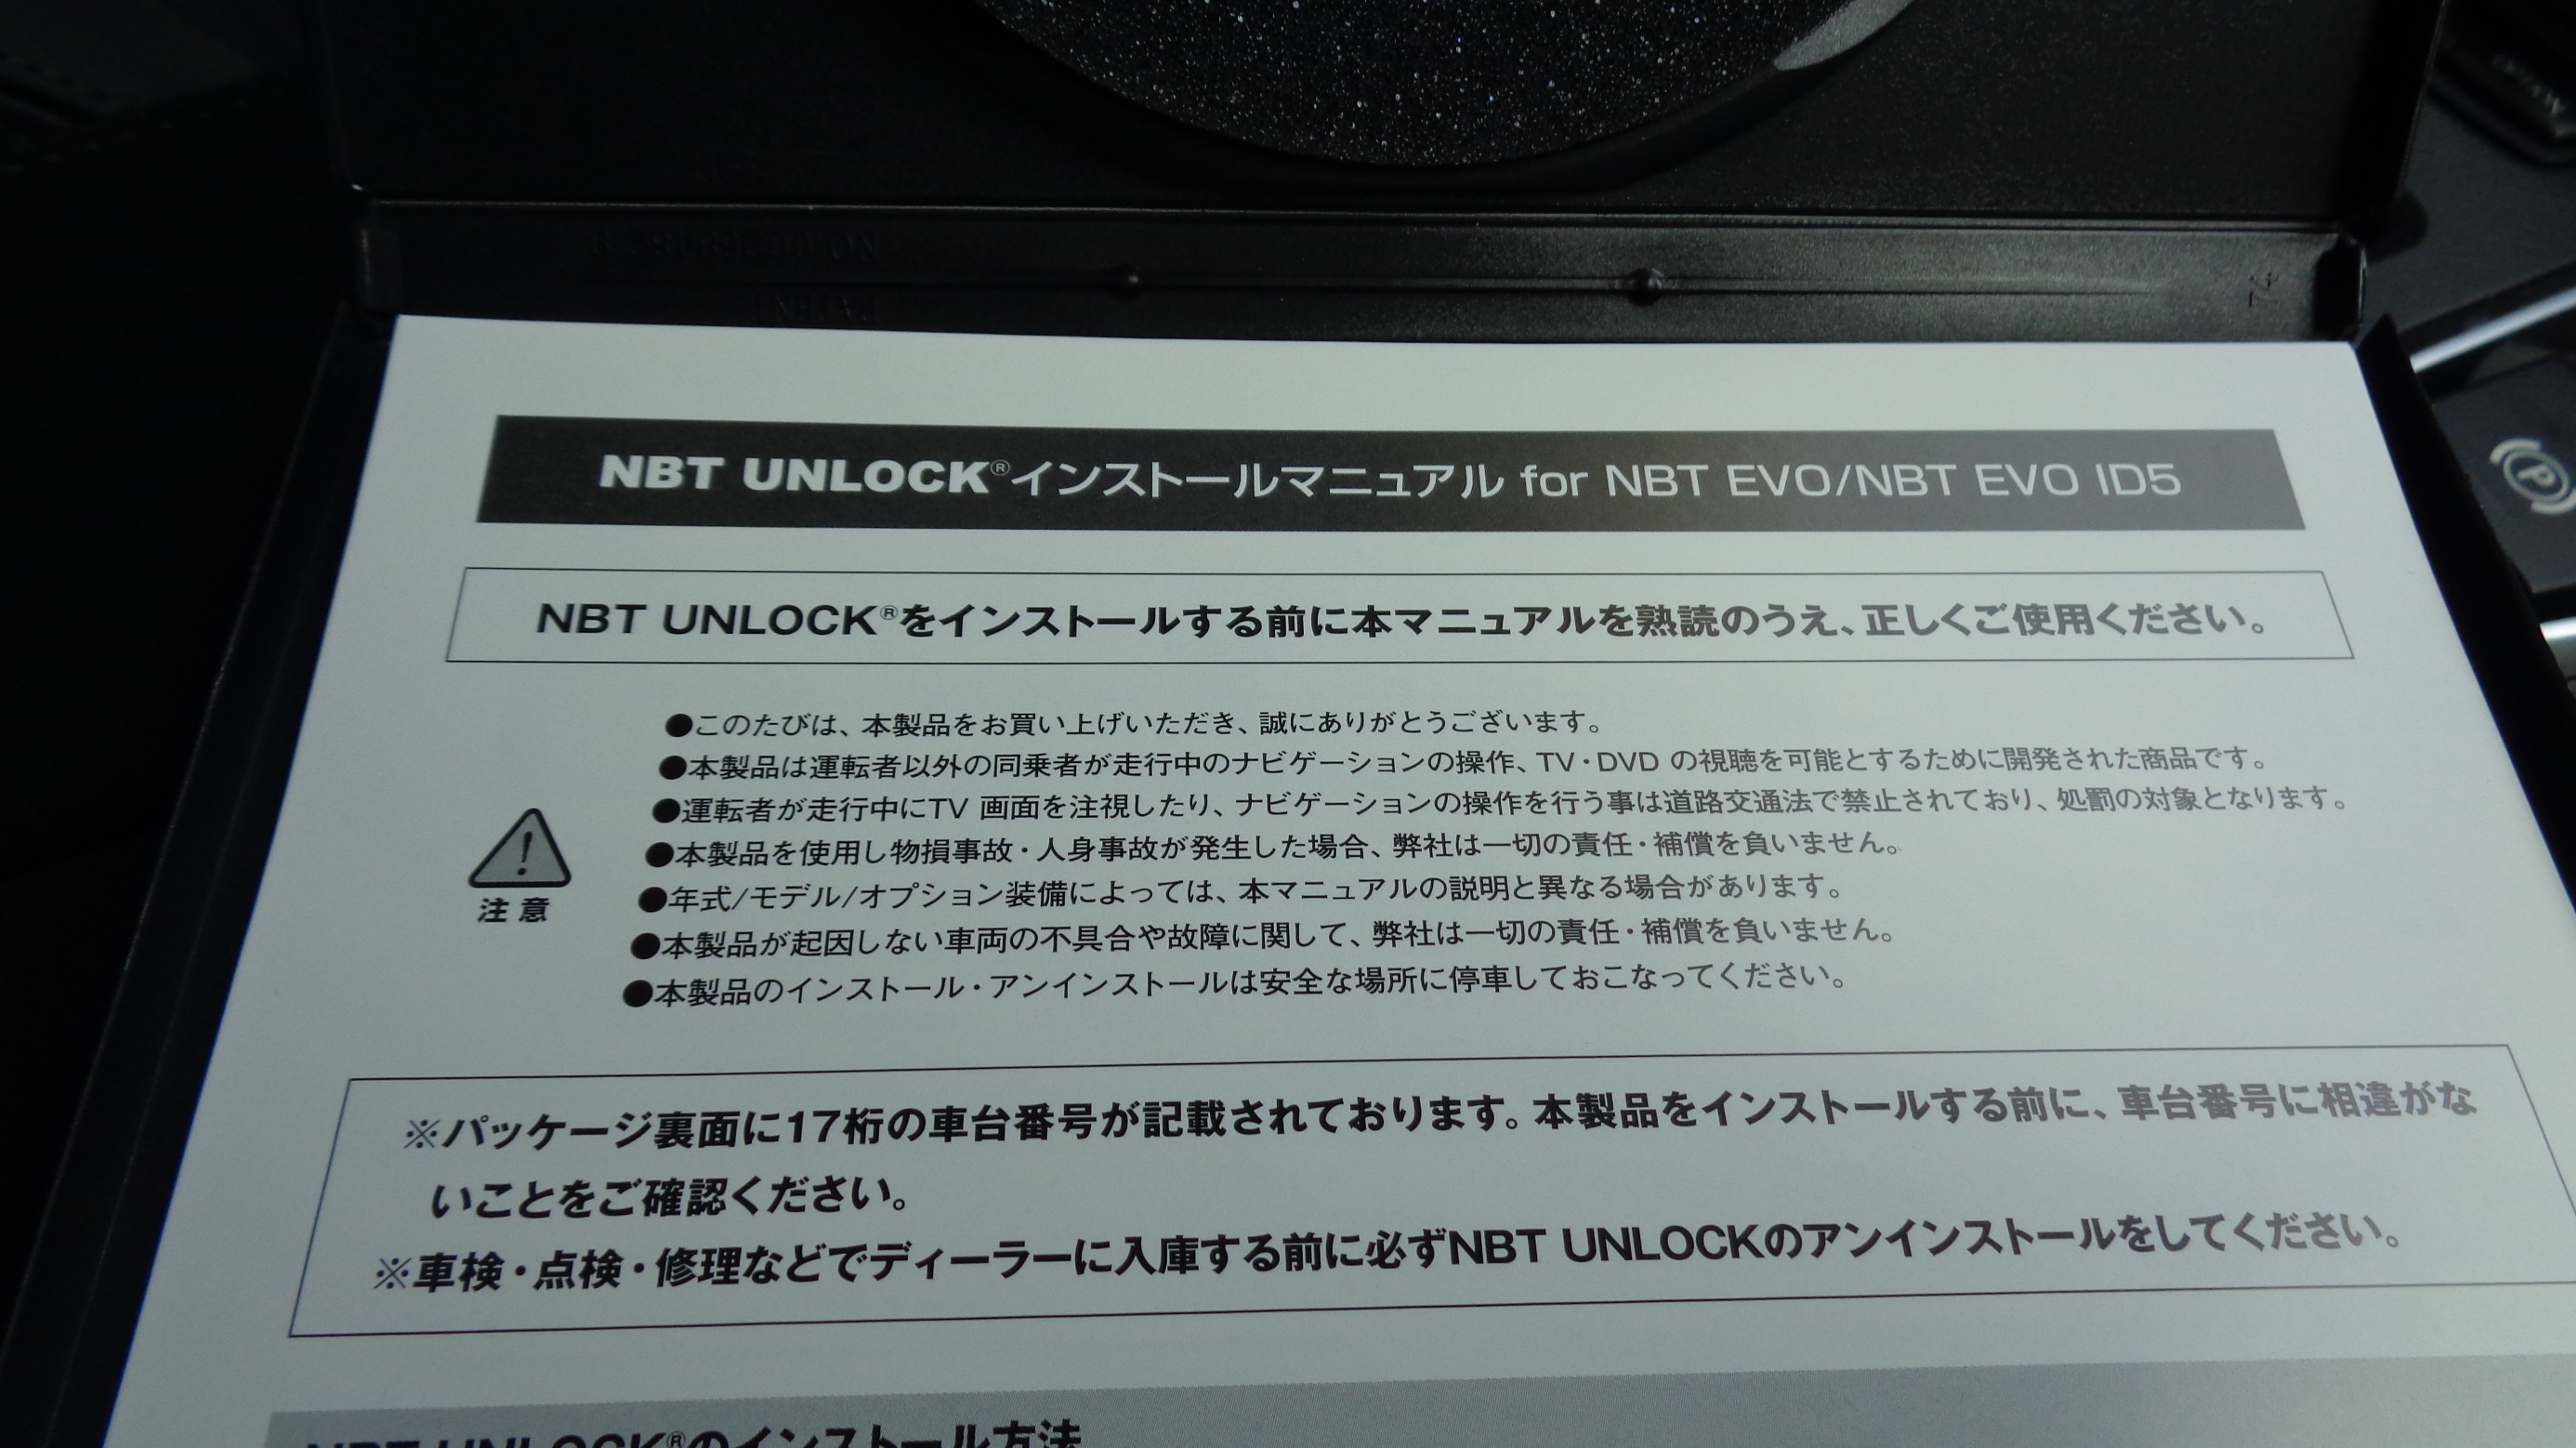 NBT UNLOCK®インストールマニュアル for NBT EVO/NBT EVO ID5
NBT UNLOCK®をインストールする前に本マニュアルを熟読のうえ、正しくご使用ください。
●このたびは、本製品をお買い上げいただき、誠にありがとうございます。
●本製品は運転者以外の同乗者が走行中のナビゲーションの操作、TV・DVD の視聴を可能とするために開発された商品です。
●運転者が走行中にTV 画面を注視したり、ナビゲーションの操作を行う事は道路交通法で禁止されており、処罰の対象となります。
●本製品を使用し物損事故・人身事故が発生した場合、弊社は一切の責任・補償を負いません。
●年式/モデル/オプション装備によっては、本マニュアルの説明と異なる場合があります。
●本製品が起因しない車両の不具合や故障に関して、弊社は一切の責任・補償を負いません。
●本製品のインストール・アンインストールは安全な場所に停車しておこなってください。
注意
※パッケージ裏面に17桁の車台番号が記載されております。本製品をインストールする前に、車台番号に相違がな
いことをご確認ください。
※車検・点検・修理などでディーラーに入庫する前に必ずNBT UNLOCKのアンインストールをしてください。
NBT UNLOCK®のインストール方法